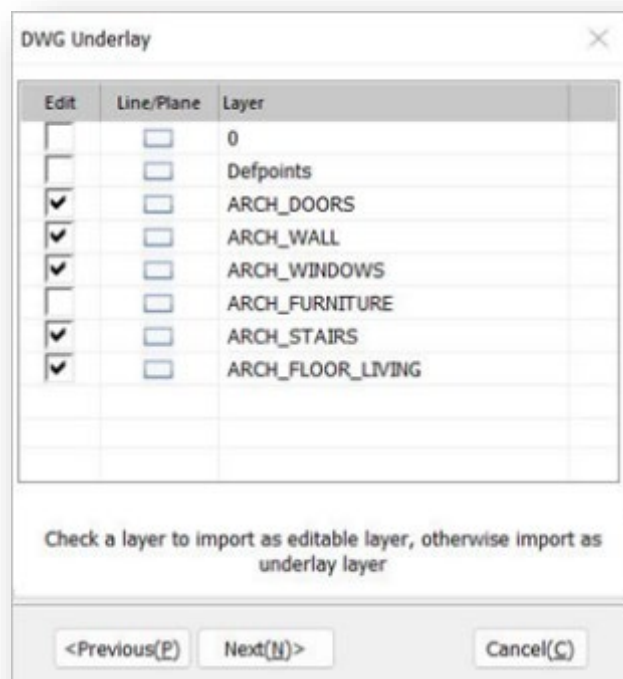 DWG Underlay
Edit Line/Plane Layer
0
Defpoints
ARCH_DOORS
ARCH_WALL
ARCH_WINDOWS
ARCH_FURNITURE
ARCH_STAIRS
ARCH_FLOOR_LIVING
Check a layer to import as editable layer, otherwise import as
underlay layer
<Previous(P) Next(N)> Cancel(C)